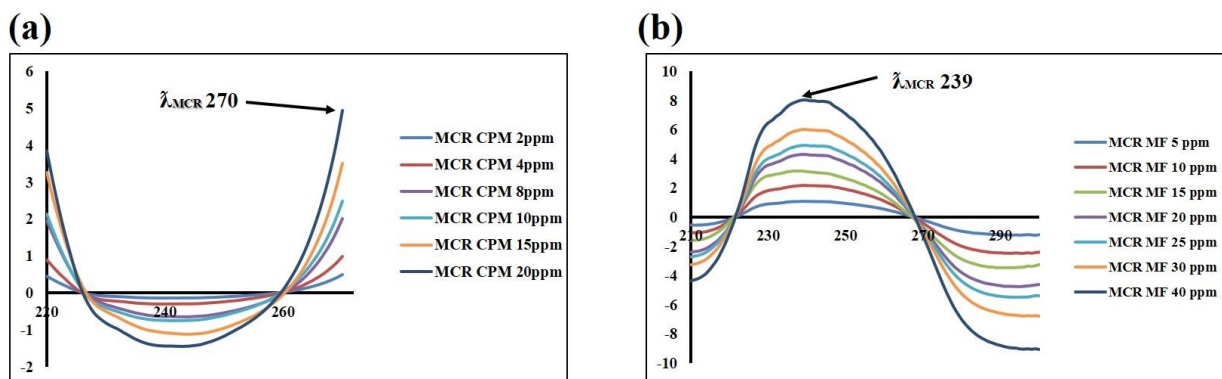 (a)
6
5
4
3
2
1
0
-1
-2
220
240
260
λ̃MCR 270
MCR CPM 2ppm
MCR CPM 4ppm
MCR CPM 8ppm
MCR CPM 10ppm
MCR CPM 15ppm
MCR CPM 20ppm
(b)
10
8
6
4
2
0
-2
-4
-6
-8
-10
210
230
250
270
290
λ̃MCR 239
MCR MF 5 ppm
MCR MF 10 ppm
MCR MF 15 ppm
MCR MF 20 ppm
MCR MF 25 ppm
MCR MF 30 ppm
MCR MF 40 ppm